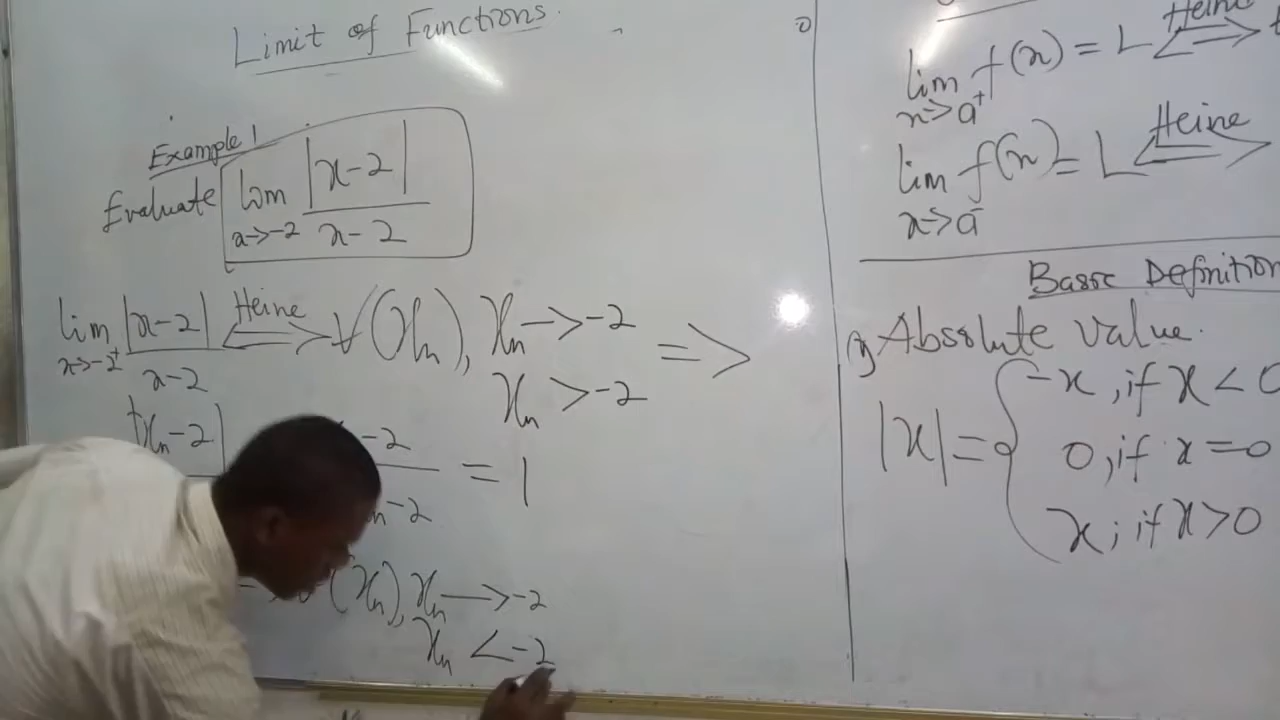 Limit of Functions.
Example 1
Evaluate lim |x-2| / x-2
x->-2
lim |x-2| / x-2 <=Heine=> ∀(xn), xn -> -2 =>
x->-2⁺
xn > -2
|xn-2|
-2 / n-2 = 1
(xn), xn -> -2
xn < -2
lim f(x) = L <=Heine=>
x->a⁺
lim f(x) = L <=Heine=>
x->a⁻
Basic Definition
Absolute value.
|x| = { -x, if x < 0
0, if x = 0
x, if x > 0